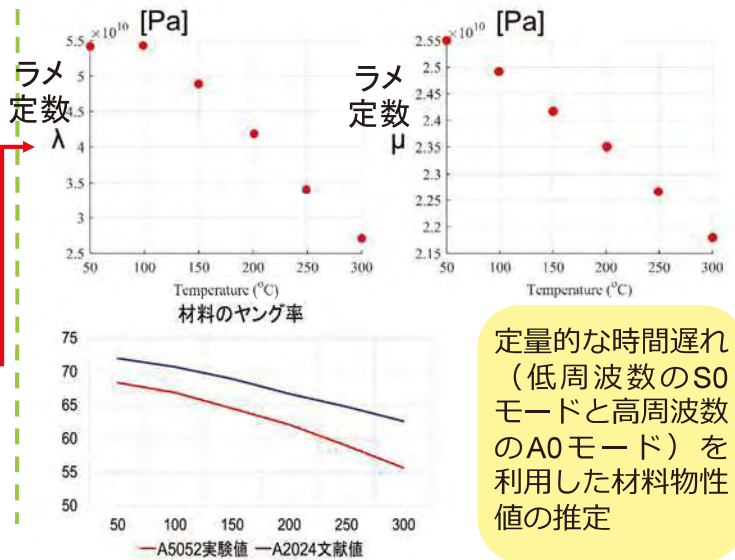 ×10^10 [Pa]
ラメ
定数
λ
5.5
5
4.5
4
3.5
3
2.5
50 100 150 200 250 300
Temperature (°C)
×10^10 [Pa]
ラメ
定数
μ
2.55
2.5
2.45
2.4
2.35
2.3
2.25
2.2
2.15
50 100 150 200 250 300
Temperature (°C)
材料のヤング率
75
70
65
60
55
50
50 100 150 200 250 300
A5052実験値 A2024文献値
定量的な時間遅れ
（低周波数のS0
モードと高周波数
のA0モード）を
利用した材料物性
値の推定